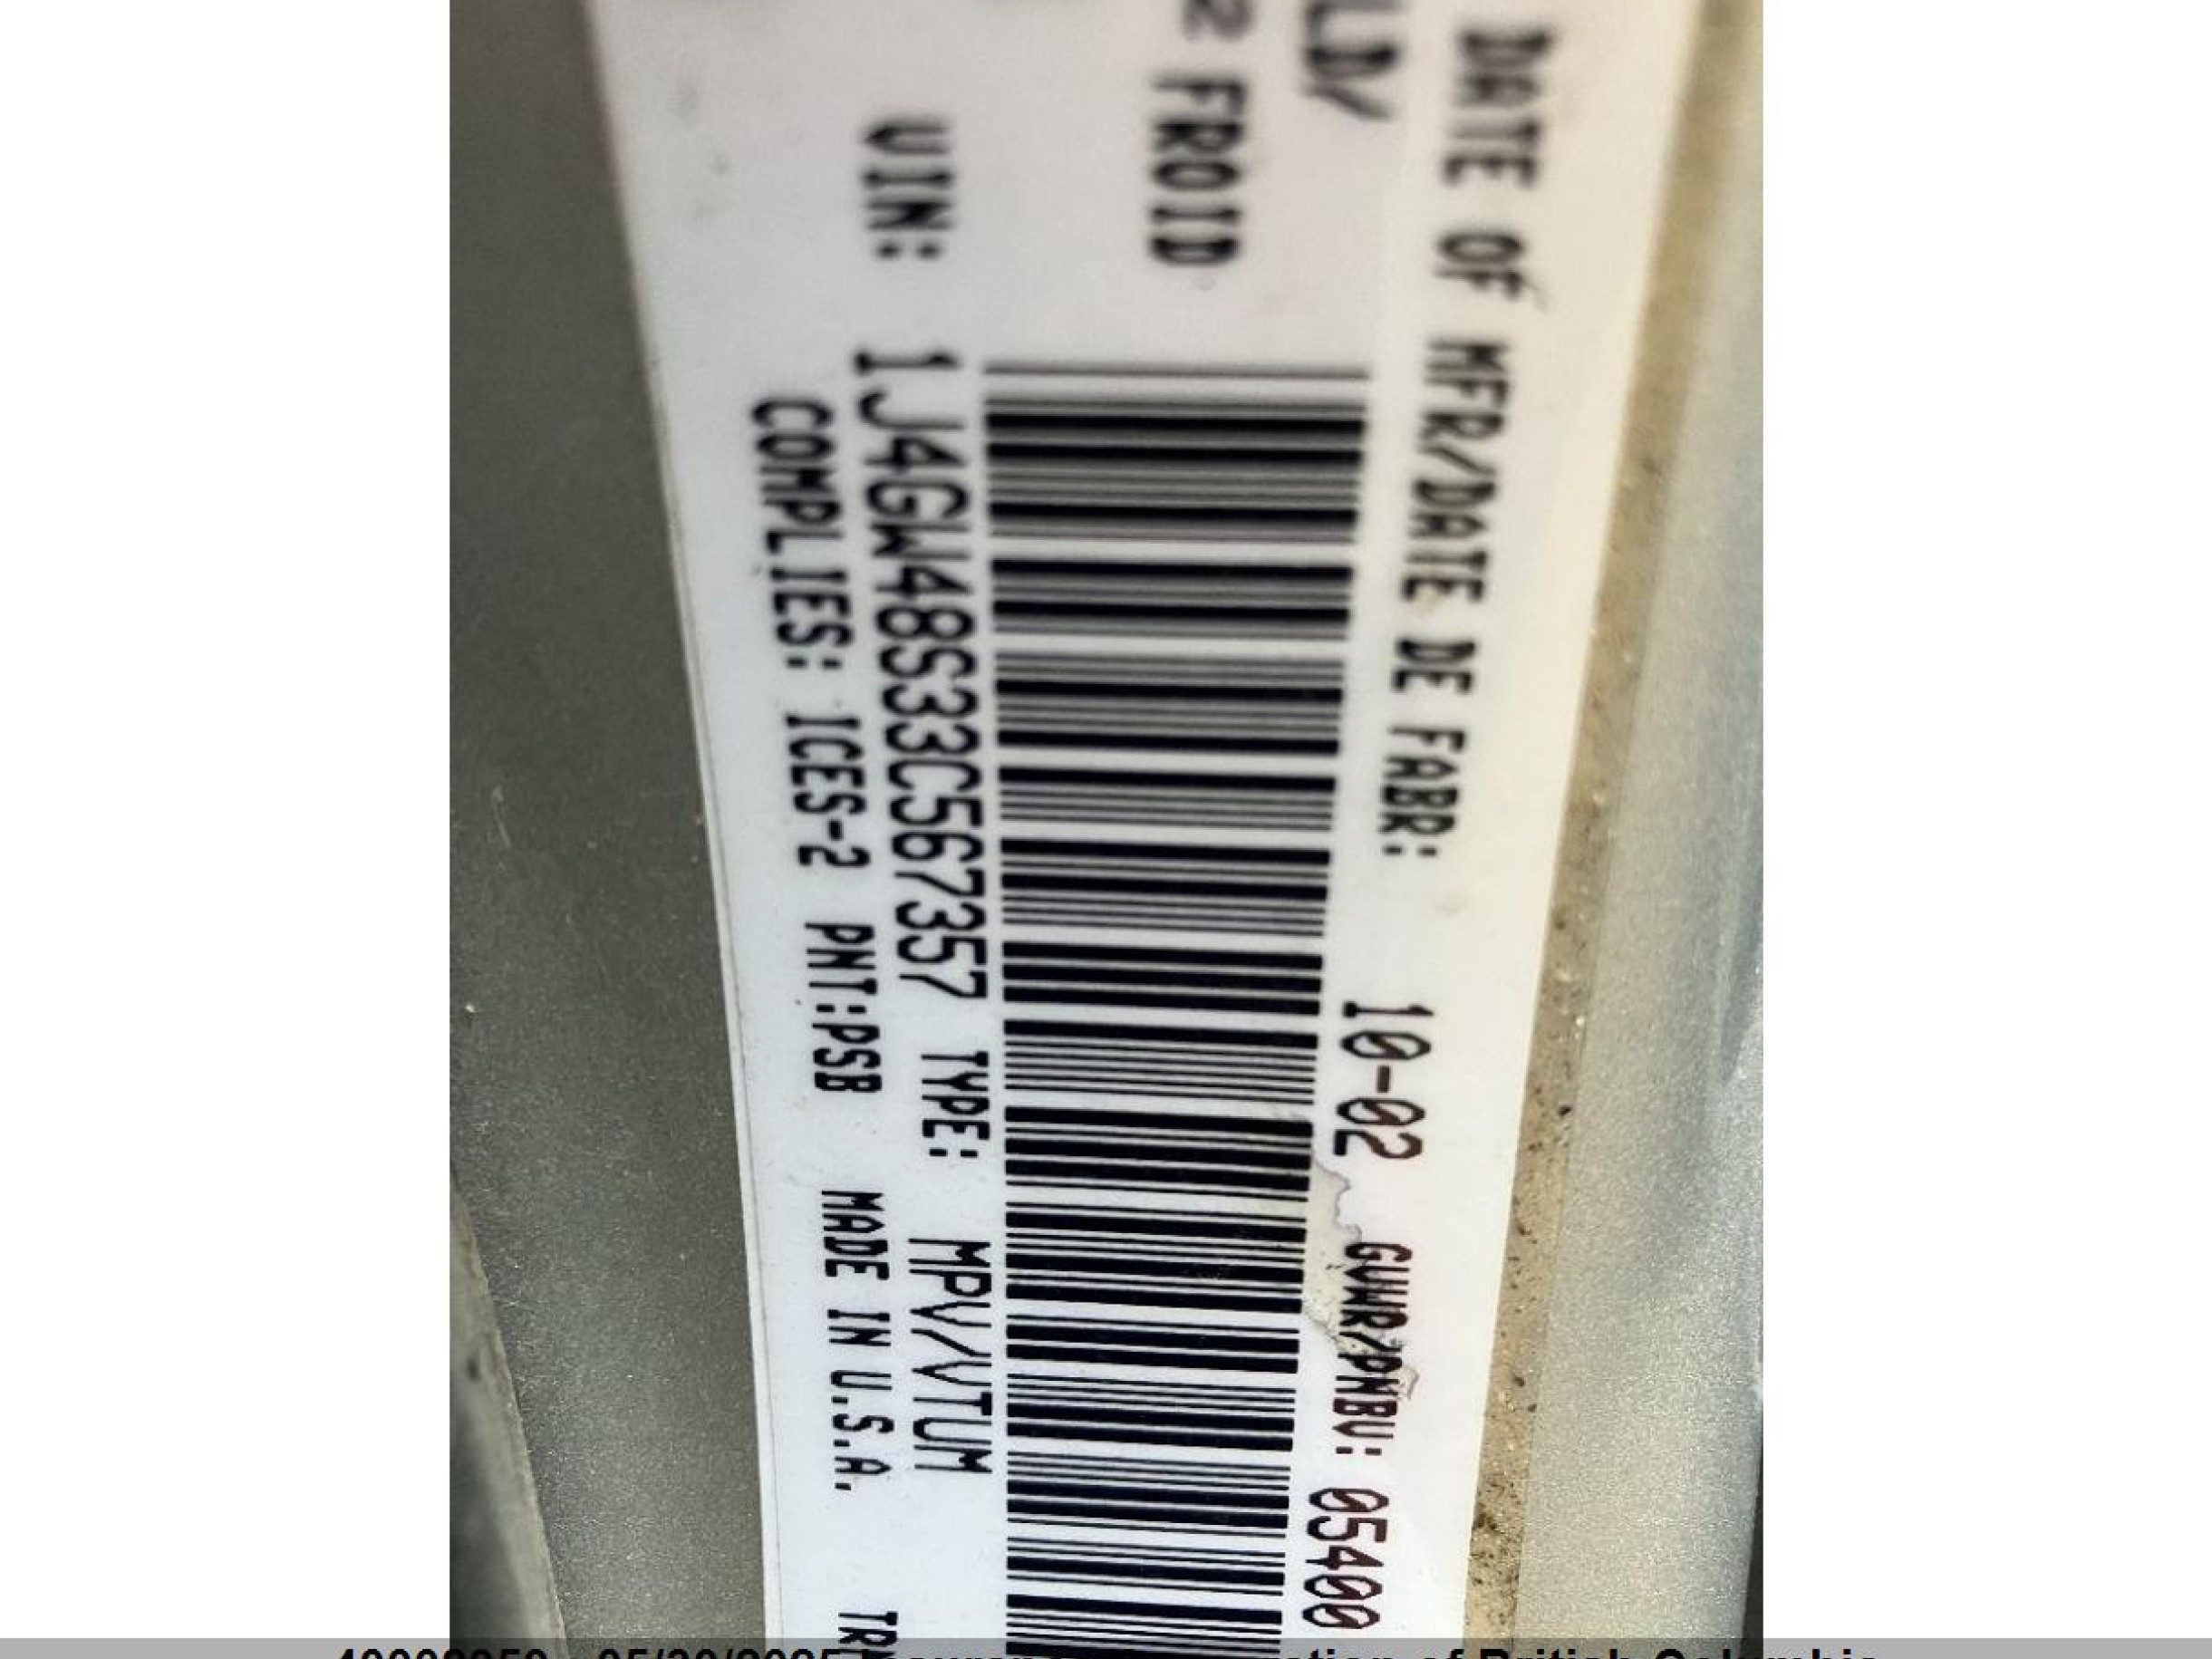 DATE OF MFR/DATE DE FABR: 10-02 GVWR/PNBV: 05400
LD/
2 FROID
VIN: 1J4GW48S33C567357 TYPE: MPV/VTUM
COMPLIES: ICES-2 PNT:PSB MADE IN U.S.A.